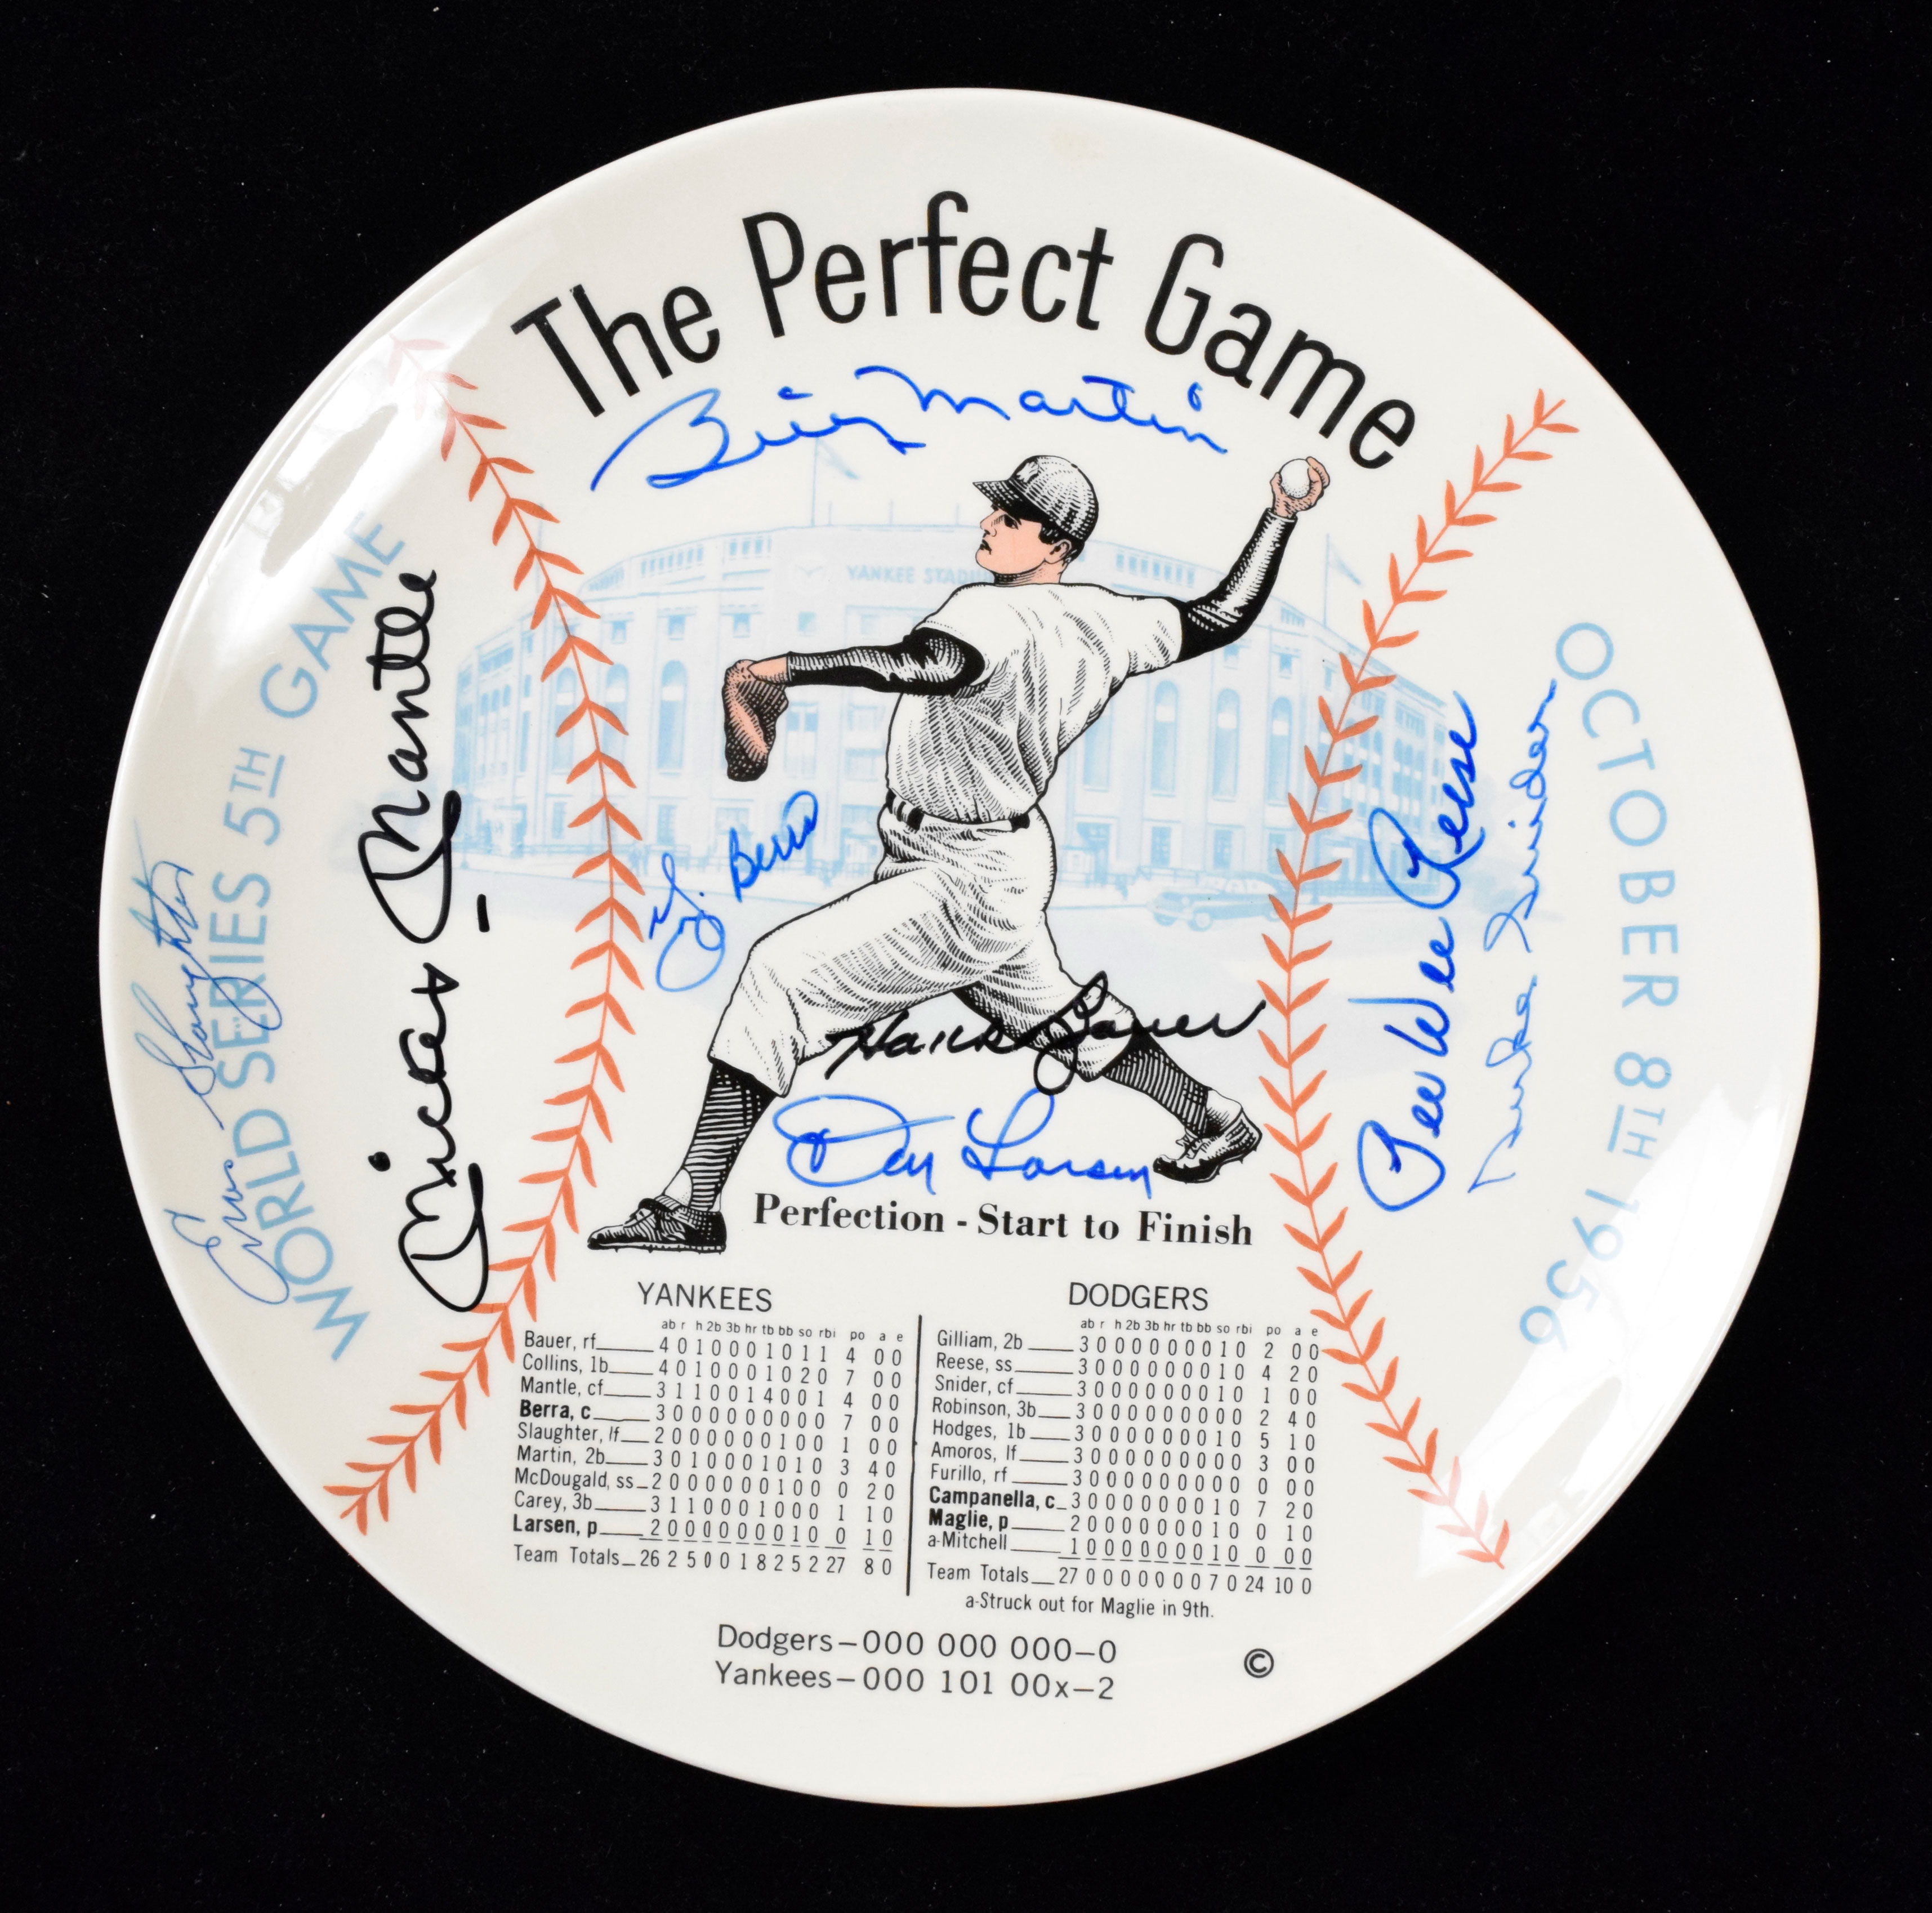 The Perfect Game
Billy Martin
YANKEE STADIU
WORLD SERIES 5TH GAME
OCTOBER 8TH 1956
Enos Slaughter
Mickey Mantle
Y. Berra
Pee Wee Reese
Duke Snider
Hank Bauer
Don Larsen
Perfection - Start to Finish
YANKEES
ab r h 2b 3b hr tb bb so rbi po a e
Bauer, rf 4 0 1 0 0 0 1 0 1 1 4 0 0
Collins, 1b 4 0 1 0 0 0 1 0 2 0 7 0 0
Mantle, cf 3 1 1 0 0 1 4 0 0 1 4 0 0
Berra, c 3 0 0 0 0 0 0 0 0 0 7 0 0
Slaughter, lf 2 0 0 0 0 0 0 1 0 0 1 0 0
Martin, 2b 3 0 1 0 0 0 1 0 1 0 3 4 0
McDougald, ss 2 0 0 0 0 0 0 1 0 0 0 2 0
Carey, 3b 3 1 1 0 0 0 1 0 0 0 1 1 0
Larsen, p 2 0 0 0 0 0 0 0 1 0 0 1 0
Team Totals 26 2 5 0 0 1 8 2 5 2 27 8 0
DODGERS
ab r h 2b 3b hr tb bb so rbi po a e
Gilliam, 2b 3 0 0 0 0 0 0 0 1 0 2 0 0
Reese, ss 3 0 0 0 0 0 0 0 1 0 4 2 0
Snider, cf 3 0 0 0 0 0 0 0 1 0 1 0 0
Robinson, 3b 3 0 0 0 0 0 0 0 0 0 2 4 0
Hodges, 1b 3 0 0 0 0 0 0 0 1 0 5 1 0
Amoros, lf 3 0 0 0 0 0 0 0 0 0 3 0 0
Furillo, rf 3 0 0 0 0 0 0 0 0 0 0 0 0
Campanella, c 3 0 0 0 0 0 0 0 1 0 7 2 0
Maglie, p 2 0 0 0 0 0 0 0 1 0 0 1 0
a-Mitchell 1 0 0 0 0 0 0 0 1 0 0 0 0
Team Totals 27 0 0 0 0 0 0 0 7 0 24 10 0
a-Struck out for Maglie in 9th.
Dodgers–000 000 000–0
Yankees–000 101 00x–2
©